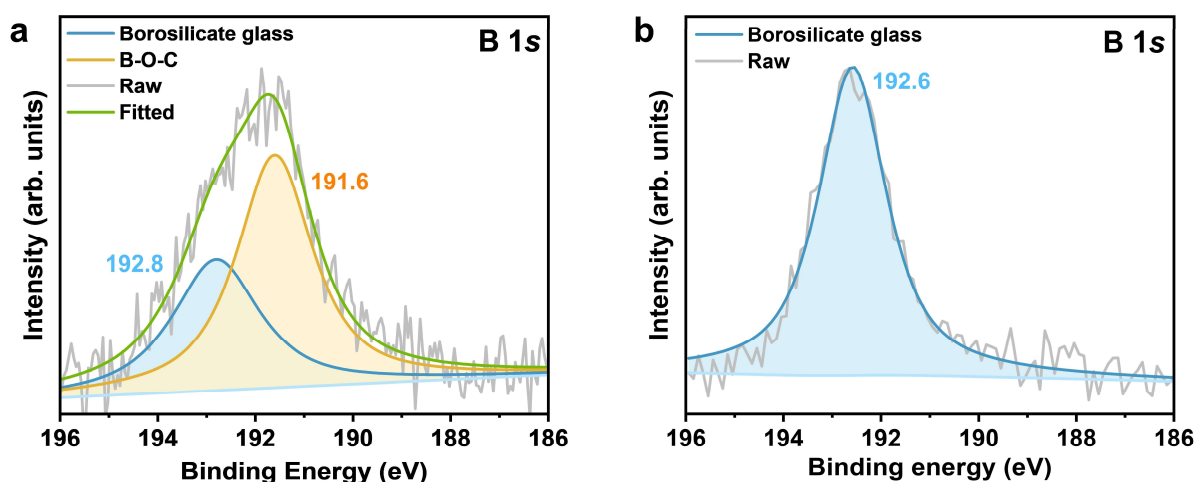 a
Borosilicate glass
B-O-C
Raw
Fitted
B 1s
192.8
191.6
Intensity (arb. units)
196 194 192 190 188 186
Binding Energy (eV)
b
Borosilicate glass
Raw
B 1s
192.6
Intensity (arb. units)
196 194 192 190 188 186
Binding energy (eV)